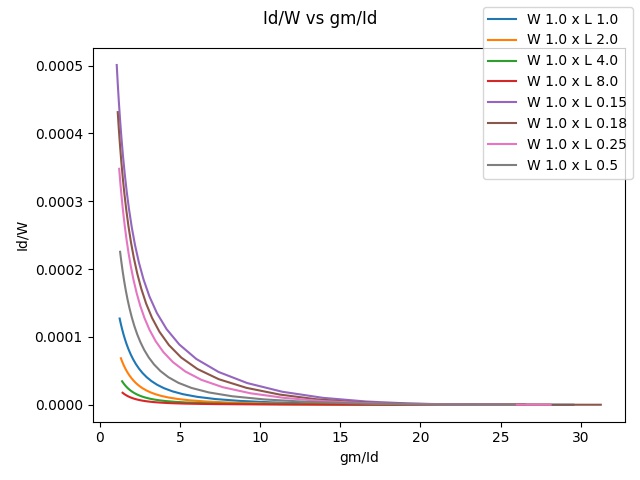 Id/W vs gm/Id
W 1.0 x L 1.0
W 1.0 x L 2.0
W 1.0 x L 4.0
W 1.0 x L 8.0
W 1.0 x L 0.15
W 1.0 x L 0.18
W 1.0 x L 0.25
W 1.0 x L 0.5
0.0005
0.0004
0.0003
0.0002
0.0001
0.0000
Id/W
0 5 10 15 20 25 30
gm/Id